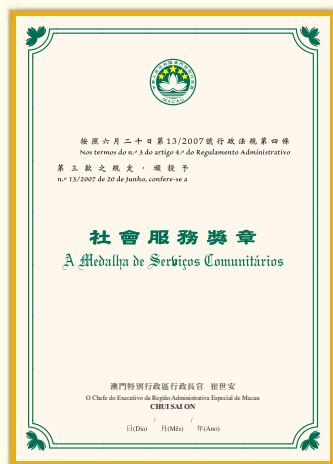 MACAU
按照六月二十日第13/2007號行政法規第四條
Nos termos do n.º 3 do artigo 4.º do Regulamento Administrativo
第三款之規定，頒授予
n.º 13/2007 de 20 de Junho, confere-se a
社會服務獎章
A Medalha de Serviços Comunitários
澳門特別行政區行政長官 崔世安
O Chefe do Executivo da Região Administrativa Especial de Macau
CHUI SAI ON
/ /
日(Dia) 月(Mês) 年(Ano)